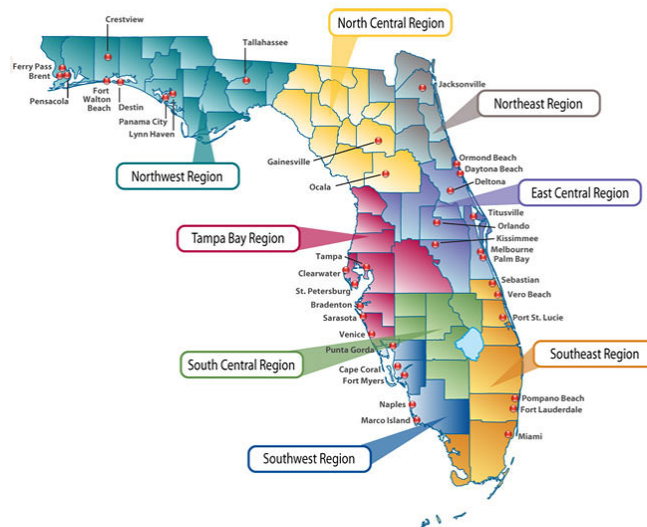 Crestview
Tallahassee
North Central Region
Ferry Pass
Brent
Pensacola
Fort
Walton
Beach
Destin
Panama City
Lynn Haven
Jacksonville
Northeast Region
Northwest Region
Gainesville
Ocala
Ormond Beach
Daytona Beach
Deltona
East Central Region
Titusville
Orlando
Kissimmee
Melbourne
Palm Bay
Tampa Bay Region
Tampa
Clearwater
St. Petersburg
Bradenton
Sarasota
Venice
Punta Gorda
Sebastian
Vero Beach
Port St. Lucie
South Central Region
Southeast Region
Cape Coral
Fort Myers
Naples
Marco Island
Pompano Beach
Fort Lauderdale
Miami
Southwest Region